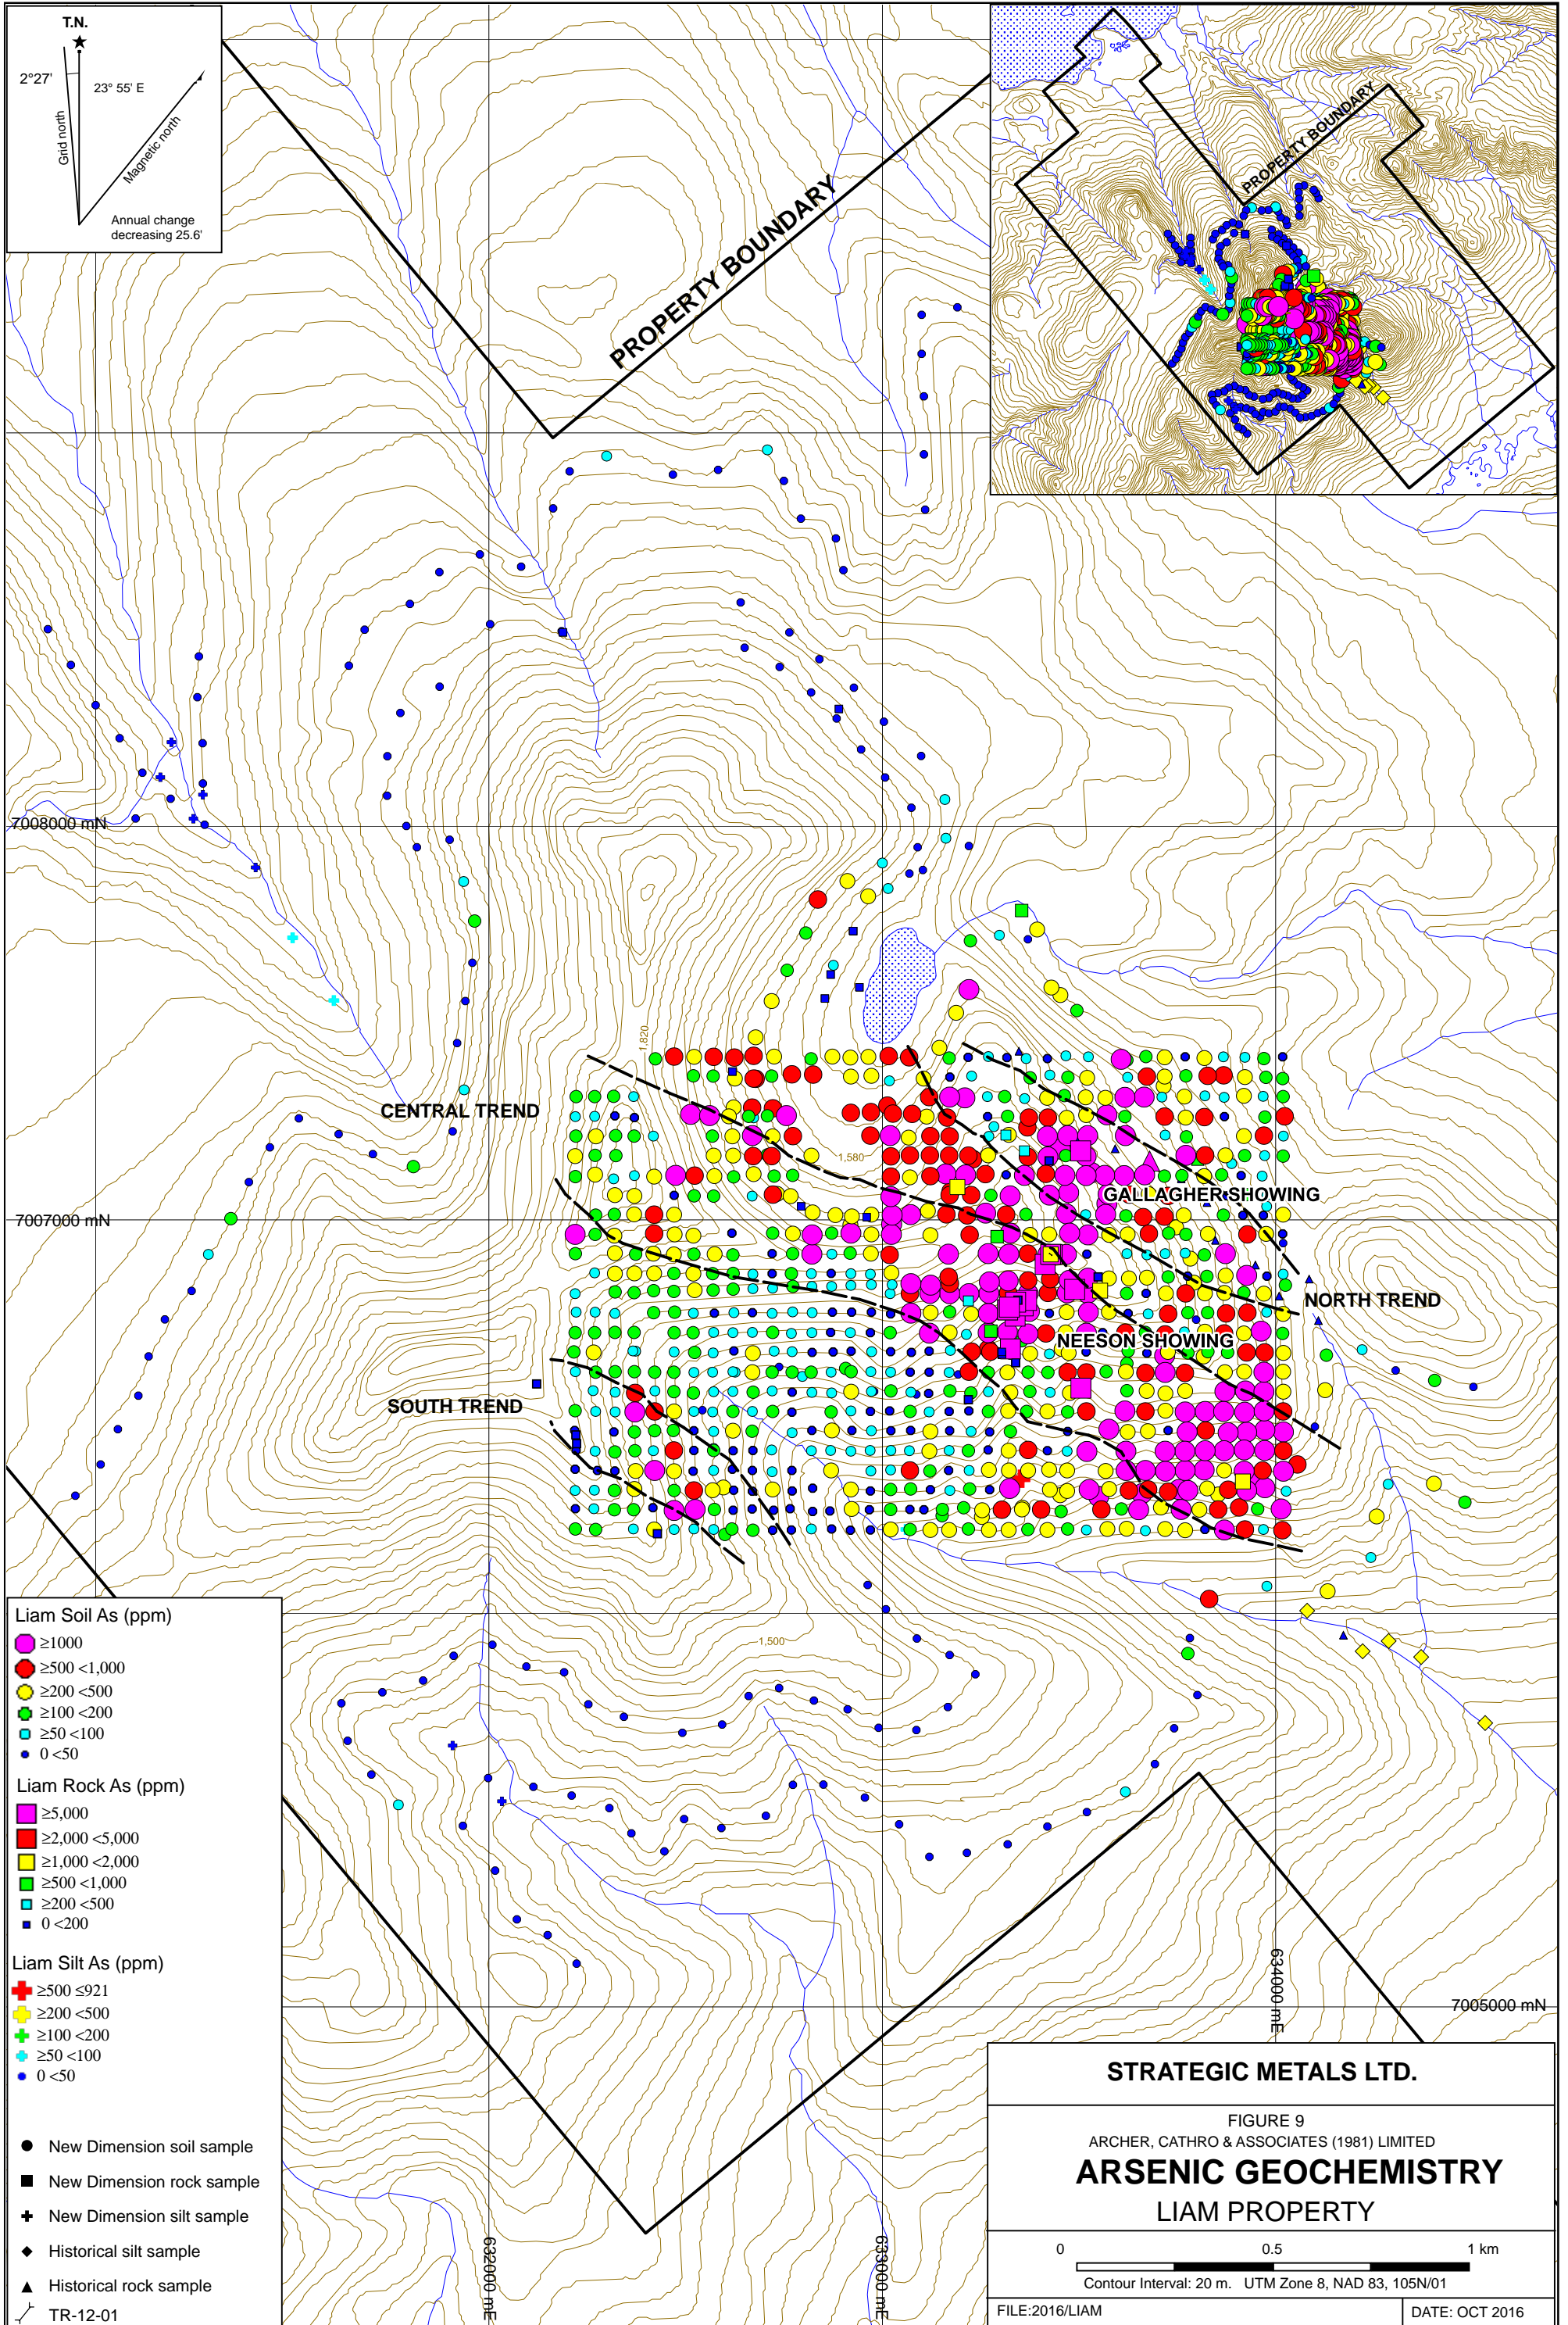 T.N.
2°27'
23° 55' E
Grid north
Magnetic north
Annual change
decreasing 25.6'
PROPERTY BOUNDARY
PROPERTY BOUNDARY
7008000 mN
1,820
CENTRAL TREND
1,580
GALLAGHER SHOWING
7007000 mN
NORTH TREND
NEESON SHOWING
SOUTH TREND
1,500
Liam Soil As (ppm)
≥1000
≥500 <1,000
≥200 <500
≥100 <200
≥50 <100
0 <50
Liam Rock As (ppm)
≥5,000
≥2,000 <5,000
≥1,000 <2,000
≥500 <1,000
≥200 <500
0 <200
Liam Silt As (ppm)
≥500 ≤921
≥200 <500
≥100 <200
≥50 <100
0 <50
New Dimension soil sample
New Dimension rock sample
New Dimension silt sample
Historical silt sample
Historical rock sample
TR-12-01
632000 mE
633000 mE
634000 mE
7005000 mN
STRATEGIC METALS LTD.
FIGURE 9
ARCHER, CATHRO & ASSOCIATES (1981) LIMITED
ARSENIC GEOCHEMISTRY
LIAM PROPERTY
0 0.5 1 km
Contour Interval: 20 m. UTM Zone 8, NAD 83, 105N/01
FILE:2016/LIAM
DATE: OCT 2016